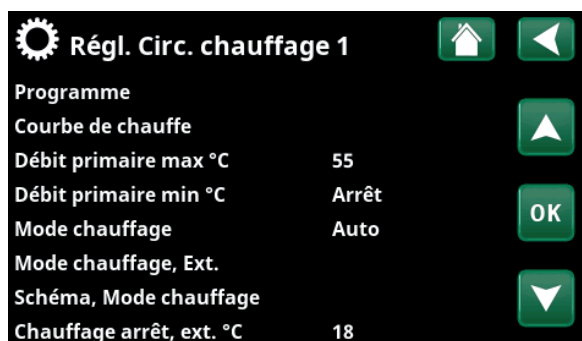 Régl. Circ. chauffage 1
Programme
Courbe de chauffe
Débit primaire max °C 55
Débit primaire min °C Arrêt
Mode chauffage Auto
OK
Mode chauffage, Ext.
Schéma, Mode chauffage
Chauffage arrêt, ext. °C 18